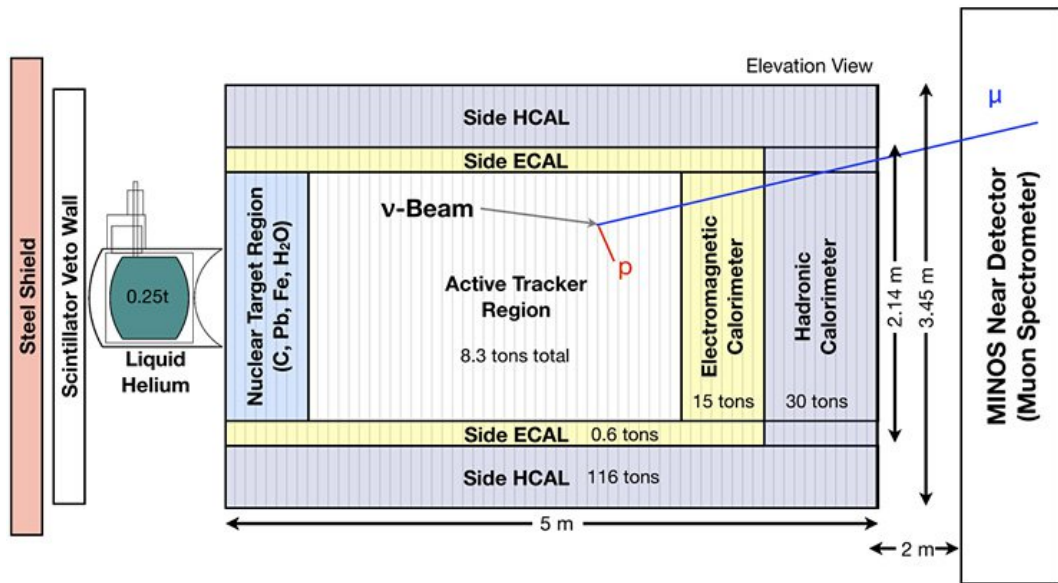 Elevation View
Steel Shield
Scintillator Veto Wall
0.25t
Liquid
Helium
Side HCAL
Side ECAL
Nuclear Target Region
(C, Pb, Fe, H₂O)
ν-Beam
p
μ
Active Tracker
Region
8.3 tons total
Electromagnetic
Calorimeter
15 tons
Hadronic
Calorimeter
30 tons
Side ECAL 0.6 tons
Side HCAL 116 tons
2.14 m
3.45 m
5 m
2 m
MINOS Near Detector
(Muon Spectrometer)